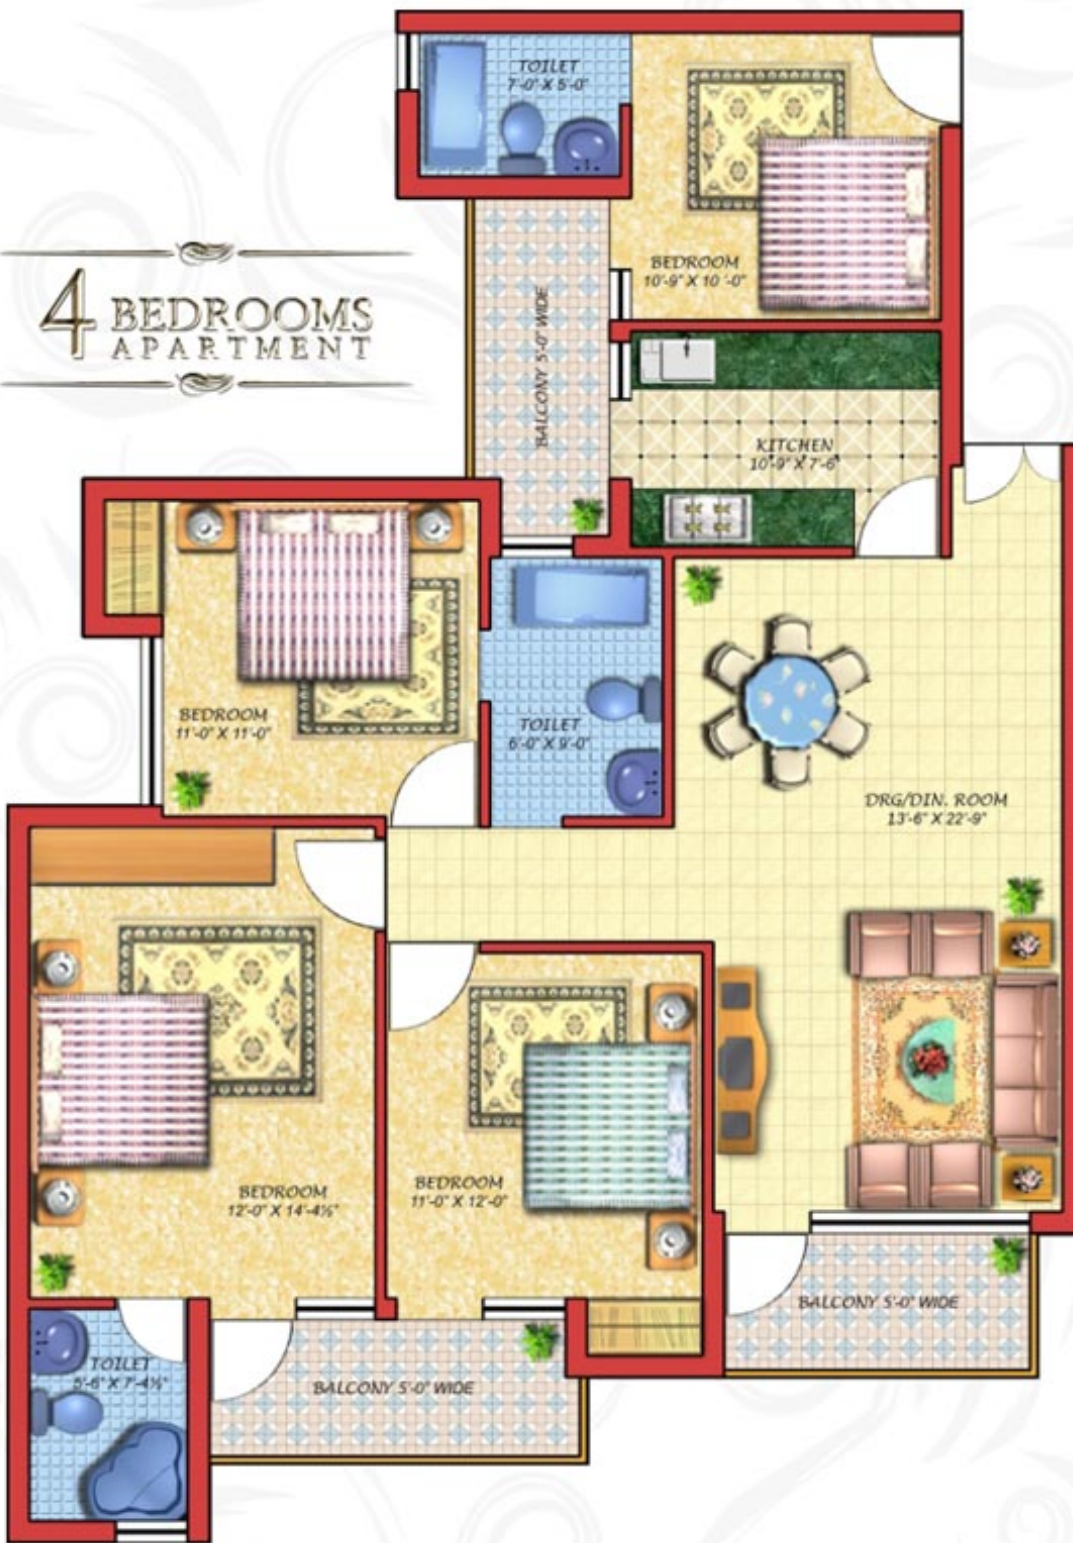 TOILET
7'-0" X 5'-0"
BEDROOM
10'-9" X 10'-0"
4 BEDROOMS
APARTMENT
BALCONY 5'-0" WIDE
KITCHEN
10'-9" X 7'-6"
BEDROOM
11'-0" X 11'-0"
TOILET
6'-0" X 9'-0"
DRG/DIN. ROOM
13'-6" X 22'-9"
BEDROOM
12'-0" X 14'-4½"
BEDROOM
11'-0" X 12'-0"
BALCONY 5'-0" WIDE
TOILET
5'-6" X 7'-4½"
BALCONY 5'-0" WIDE